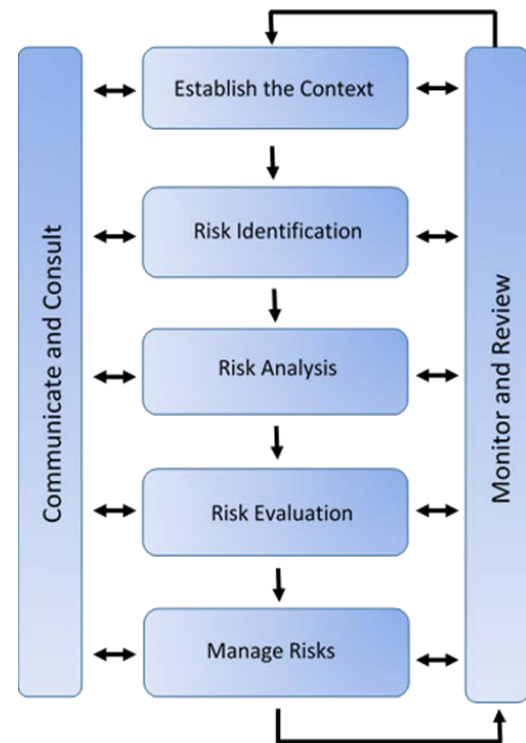 Establish the Context
Risk Identification
Risk Analysis
Risk Evaluation
Manage Risks
Communicate and Consult
Monitor and Review